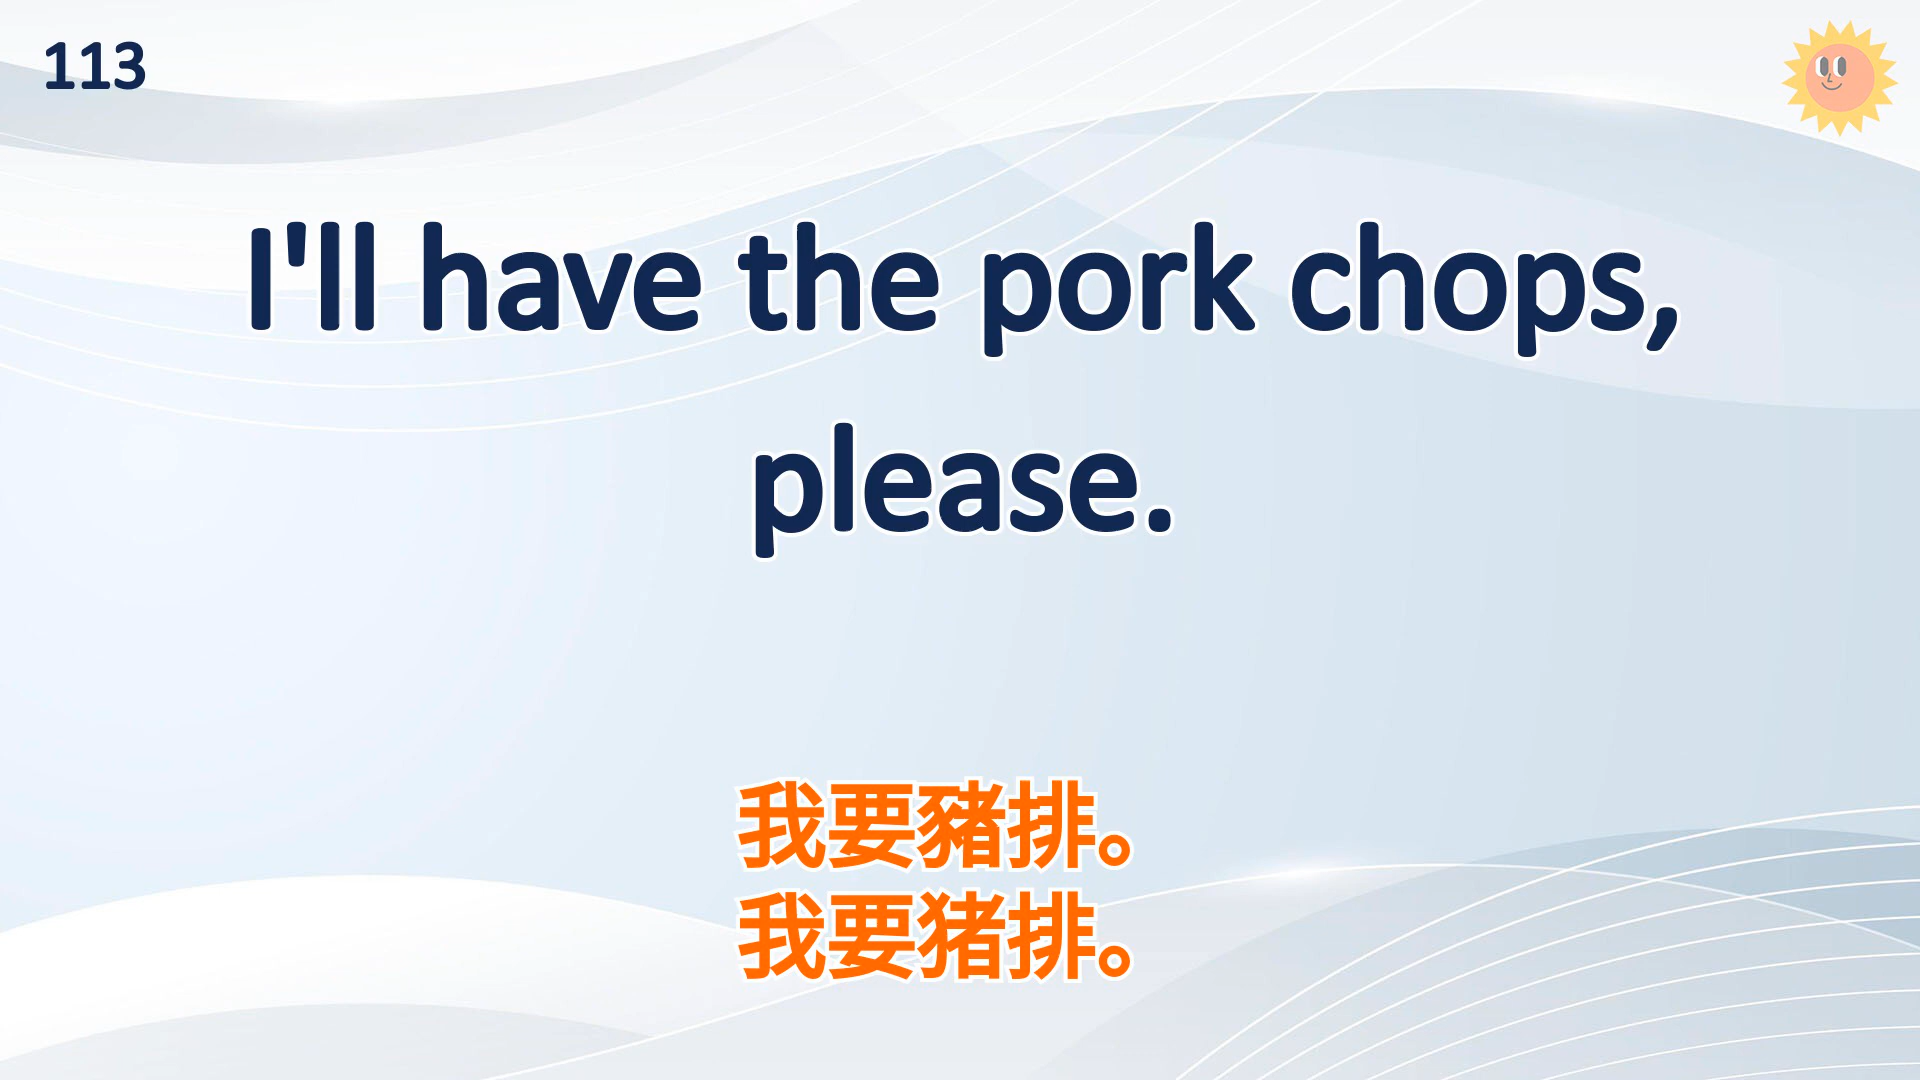 113
I'll have the pork chops,
please.
我要豬排。
我要猪排。